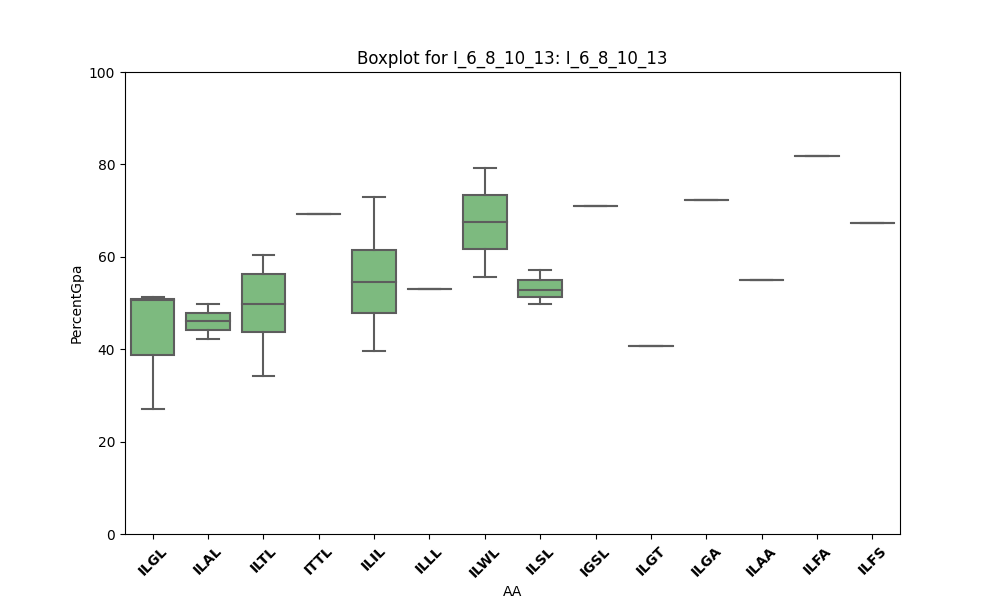 Boxplot for I_6_8_10_13: I_6_8_10_13
100
80
60
40
20
0
PercentGpa
ILGL
ILAL
ILTL
ITTL
ILIL
ILLL
ILWL
ILSL
IGSL
ILGT
ILGA
ILAA
ILFA
ILFS
AA